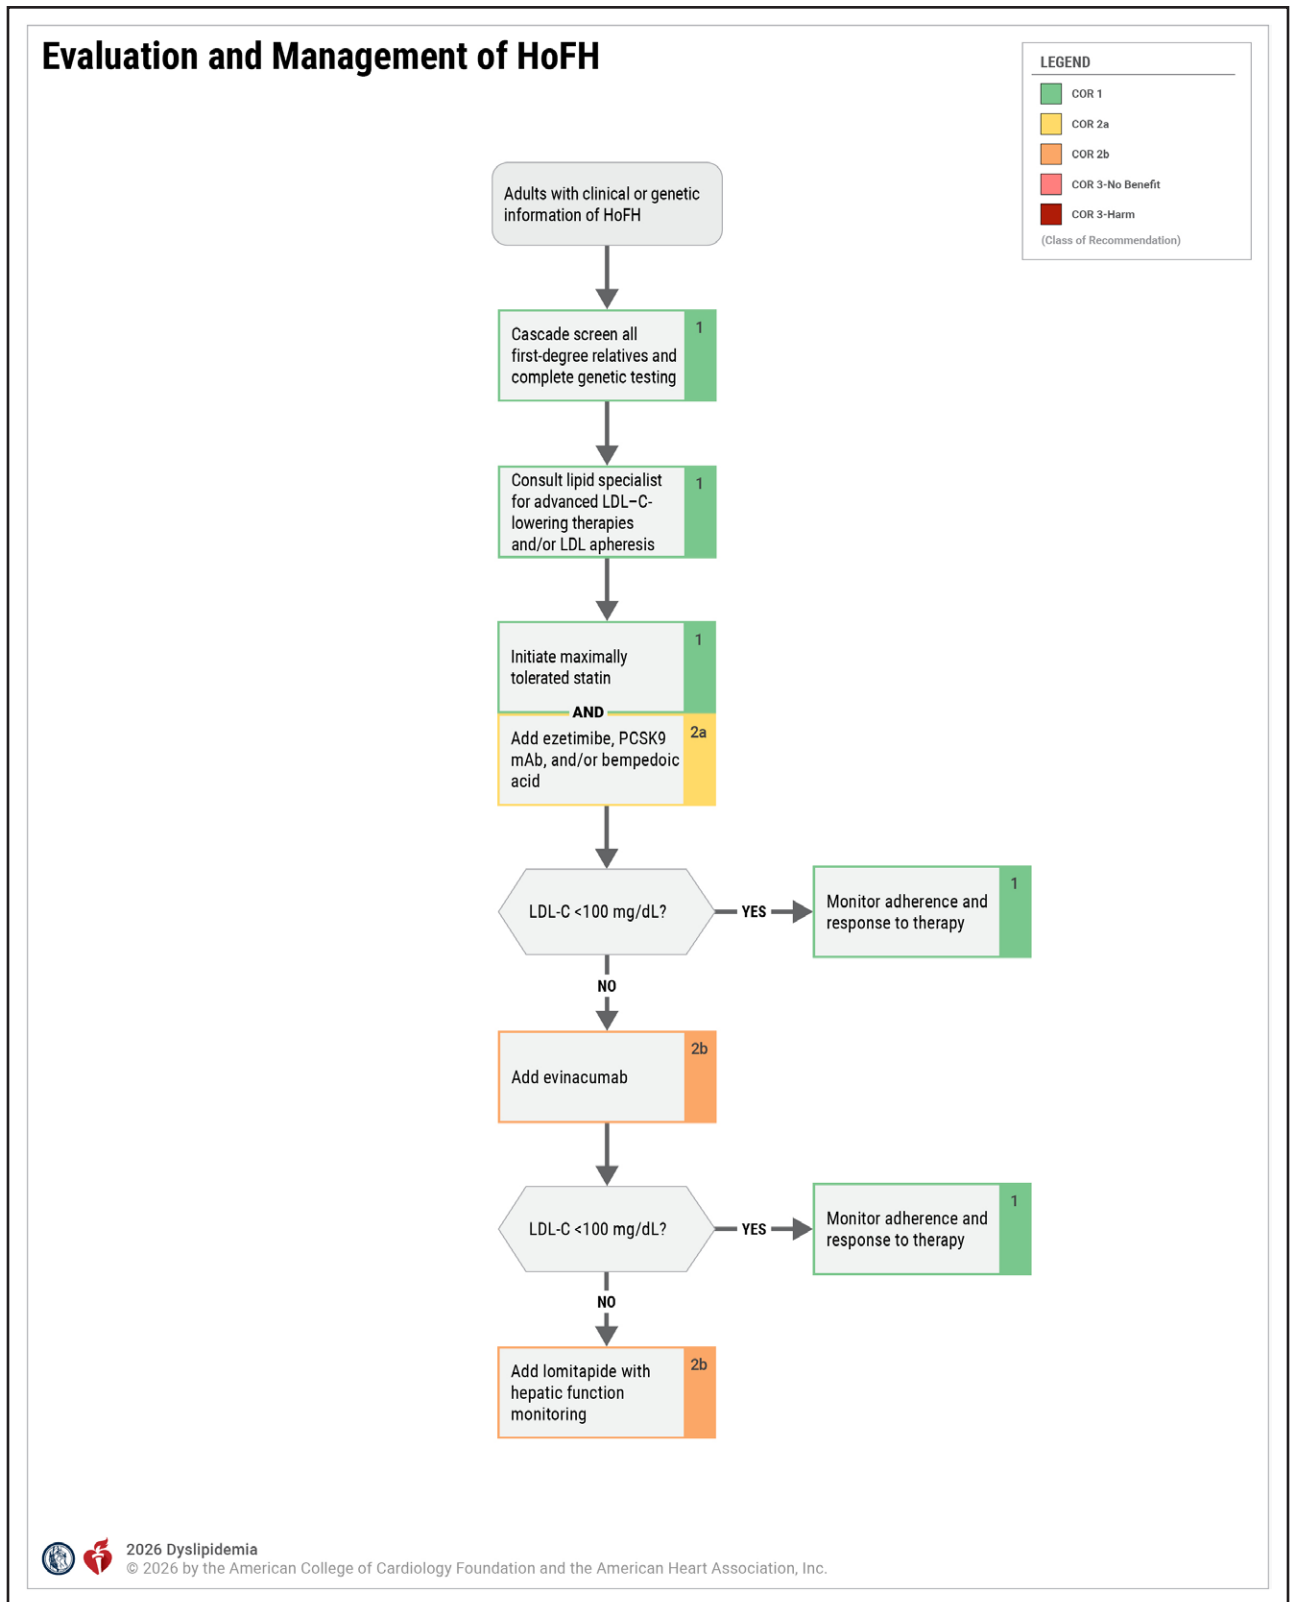 Evaluation and Management of HoFH
LEGEND
COR 1
COR 2a
COR 2b
COR 3-No Benefit
COR 3-Harm
(Class of Recommendation)
Adults with clinical or genetic
information of HoFH
1
Cascade screen all
first-degree relatives and
complete genetic testing
1
Consult lipid specialist
for advanced LDL–C-
lowering therapies
and/or LDL apheresis
1
Initiate maximally
tolerated statin
AND
2a
Add ezetimibe, PCSK9
mAb, and/or bempedoic
acid
LDL-C <100 mg/dL?
YES
1
Monitor adherence and
response to therapy
NO
2b
Add evinacumab
LDL-C <100 mg/dL?
YES
1
Monitor adherence and
response to therapy
NO
2b
Add lomitapide with
hepatic function
monitoring
2026 Dyslipidemia
© 2026 by the American College of Cardiology Foundation and the American Heart Association, Inc.